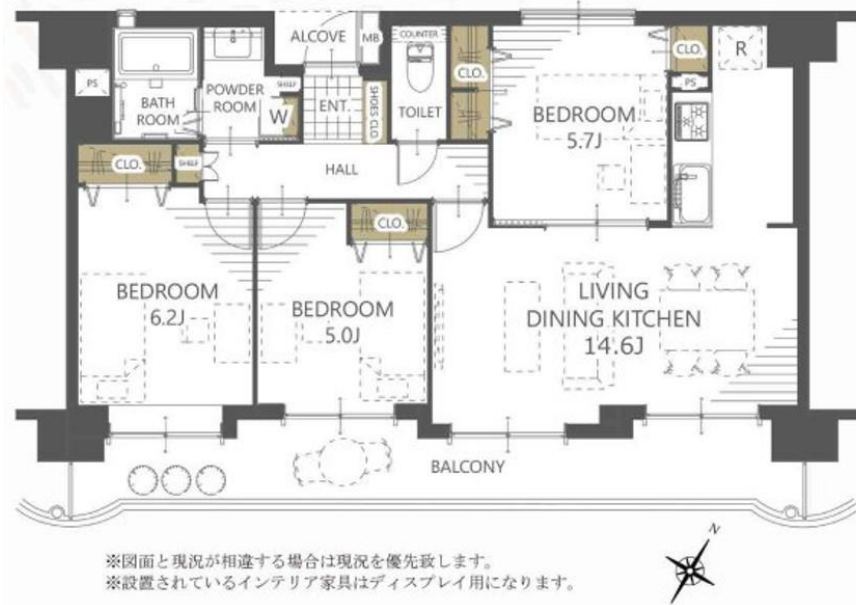 ALCOVE
MB
COUNTER
CLO.
CLO.
R
PS
BATH ROOM
POWDER ROOM
SHELF
W
ENT.
SHOES CLO
TOILET
BEDROOM
5.7J
PS
CLO.
SHELF
HALL
CLO.
BEDROOM
6.2J
BEDROOM
5.0J
LIVING
DINING KITCHEN
14.6J
BALCONY
N
※図面と現況が相違する場合は現況を優先致します。
※設置されているインテリア家具はディスプレイ用になります。